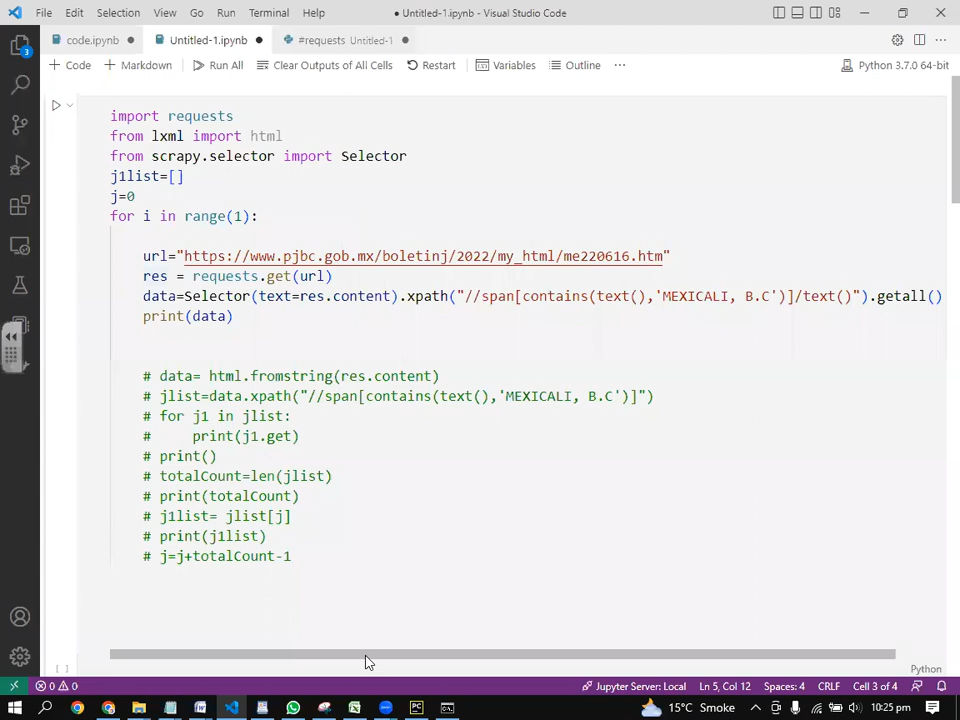 File Edit Selection View Go Run Terminal Help
● Untitled-1.ipynb - Visual Studio Code
code.ipynb ●
Untitled-1.ipynb ●
#requests Untitled-1 ●
+ Code + Markdown Run All Clear Outputs of All Cells Restart Variables Outline ··· Python 3.7.0 64-bit
3
import requests
from lxml import html
from scrapy.selector import Selector
j1list=[]
j=0
for i in range(1):
url="https://www.pjbc.gob.mx/boletinj/2022/my_html/me220616.htm"
res = requests.get(url)
data=Selector(text=res.content).xpath("//span[contains(text(),'MEXICALI, B.C')]/text()").getall()
print(data)
# data= html.fromstring(res.content)
# jlist=data.xpath("//span[contains(text(),'MEXICALI, B.C')]")
# for j1 in jlist:
#     print(j1.get)
# print()
# totalCount=len(jlist)
# print(totalCount)
# j1list= jlist[j]
# print(j1list)
# j=j+totalCount-1
[ ]
Python
0 0 Jupyter Server: Local Ln 5, Col 12 Spaces: 4 CRLF Cell 3 of 4
15°C Smoke 10:25 pm